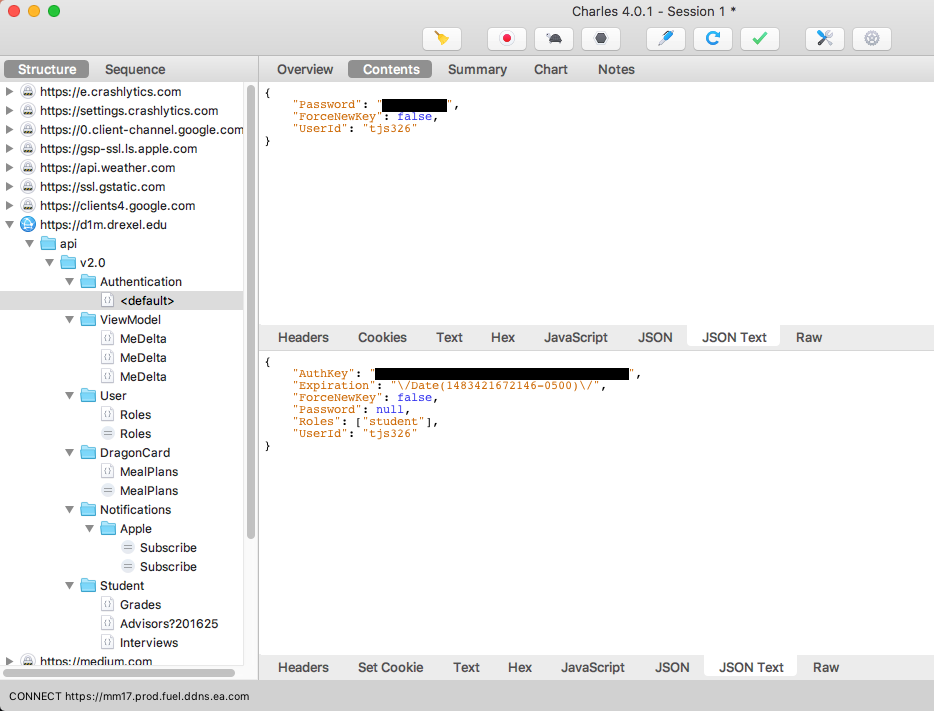 Charles 4.0.1 - Session 1 *
Structure Sequence
Overview Contents Summary Chart Notes
https://e.crashlytics.com
https://settings.crashlytics.com
https://0.client-channel.google.com
https://gsp-ssl.ls.apple.com
https://api.weather.com
https://ssl.gstatic.com
https://clients4.google.com
https://d1m.drexel.edu
api
v2.0
Authentication
<default>
ViewModel
MeDelta
MeDelta
MeDelta
User
Roles
Roles
DragonCard
MealPlans
MealPlans
Notifications
Apple
Subscribe
Subscribe
Student
Grades
Advisors?201625
Interviews
https://medium.com
{
"Password": "",
"ForceNewKey": false,
"UserId": "tjs326"
}
Headers Cookies Text Hex JavaScript JSON JSON Text Raw
{
"AuthKey": "",
"Expiration": "\/Date(1483421672146-0500)\/",
"ForceNewKey": false,
"Password": null,
"Roles": ["student"],
"UserId": "tjs326"
}
Headers Set Cookie Text Hex JavaScript JSON JSON Text Raw
CONNECT https://mm17.prod.fuel.ddns.ea.com